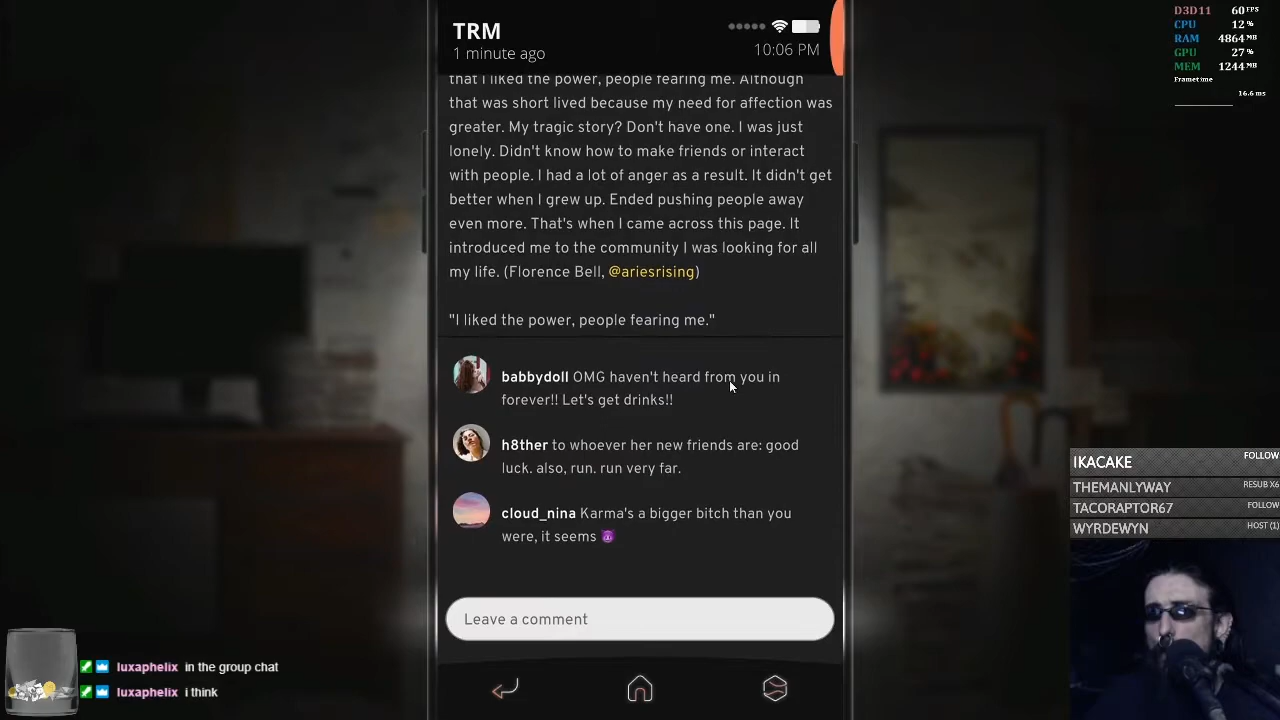 TRM
1 minute ago
10:06 PM
that I liked the power, people fearing me. Although
that was short lived because my need for affection was
greater. My tragic story? Don't have one. I was just
lonely. Didn't know how to make friends or interact
with people. I had a lot of anger as a result. It didn't get
better when I grew up. Ended pushing people away
even more. That's when I came across this page. It
introduced me to the community I was looking for all
my life. (Florence Bell, @ariesrising)
"I liked the power, people fearing me."
babbydoll OMG haven't heard from you in
forever!! Let's get drinks!!
h8ther to whoever her new friends are: good
luck. also, run. run very far.
cloud_nina Karma's a bigger bitch than you
were, it seems 😈
Leave a comment
D3D11 60 FPS
CPU 12 %
RAM 4864 MB
GPU 27 %
MEM 1244 MB
Frametime
16.6 ms
IKACAKE FOLLOW
THEMANLYWAY RESUB X6
TACORAPTOR67 FOLLOW
WYRDEWYN HOST (1)
luxaphelix in the group chat
luxaphelix i think